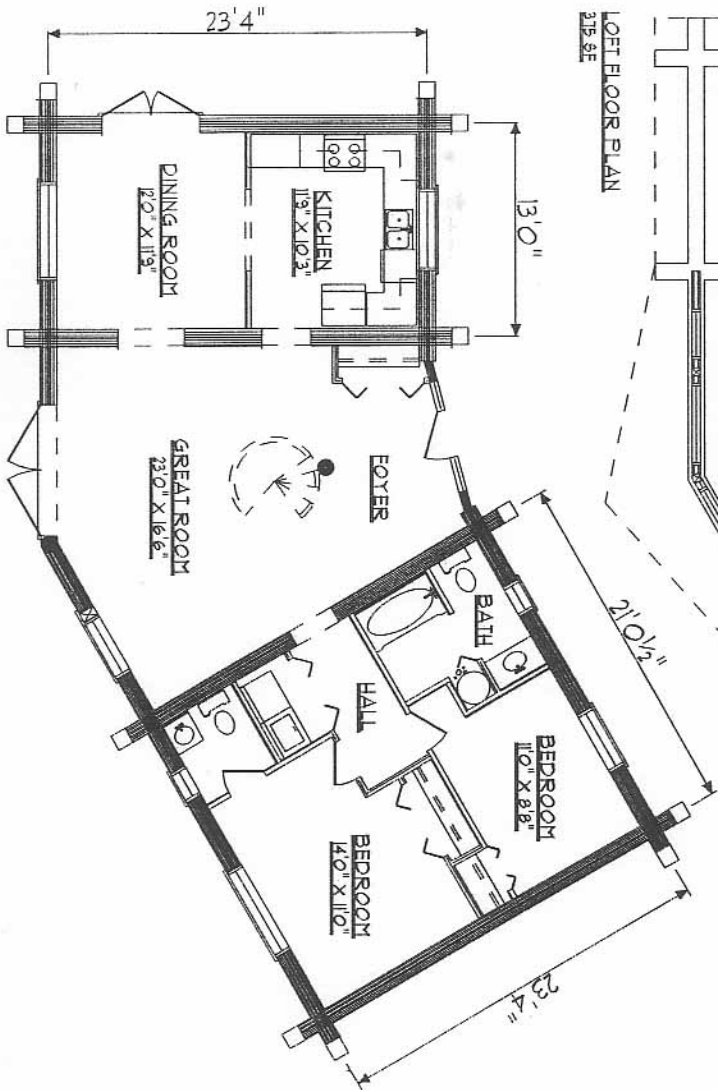 LOFT FLOOR PLAN
375 SF
23'4"
13'0"
KITCHEN
11'9" X 10'3"
DINING ROOM
12'0" X 11'9"
FOYER
GREAT ROOM
23'0" X 16'6"
21'0½"
BATH
HALL
BEDROOM
11'0" X 8'8"
BEDROOM
14'0" X 11'0"
23'4"